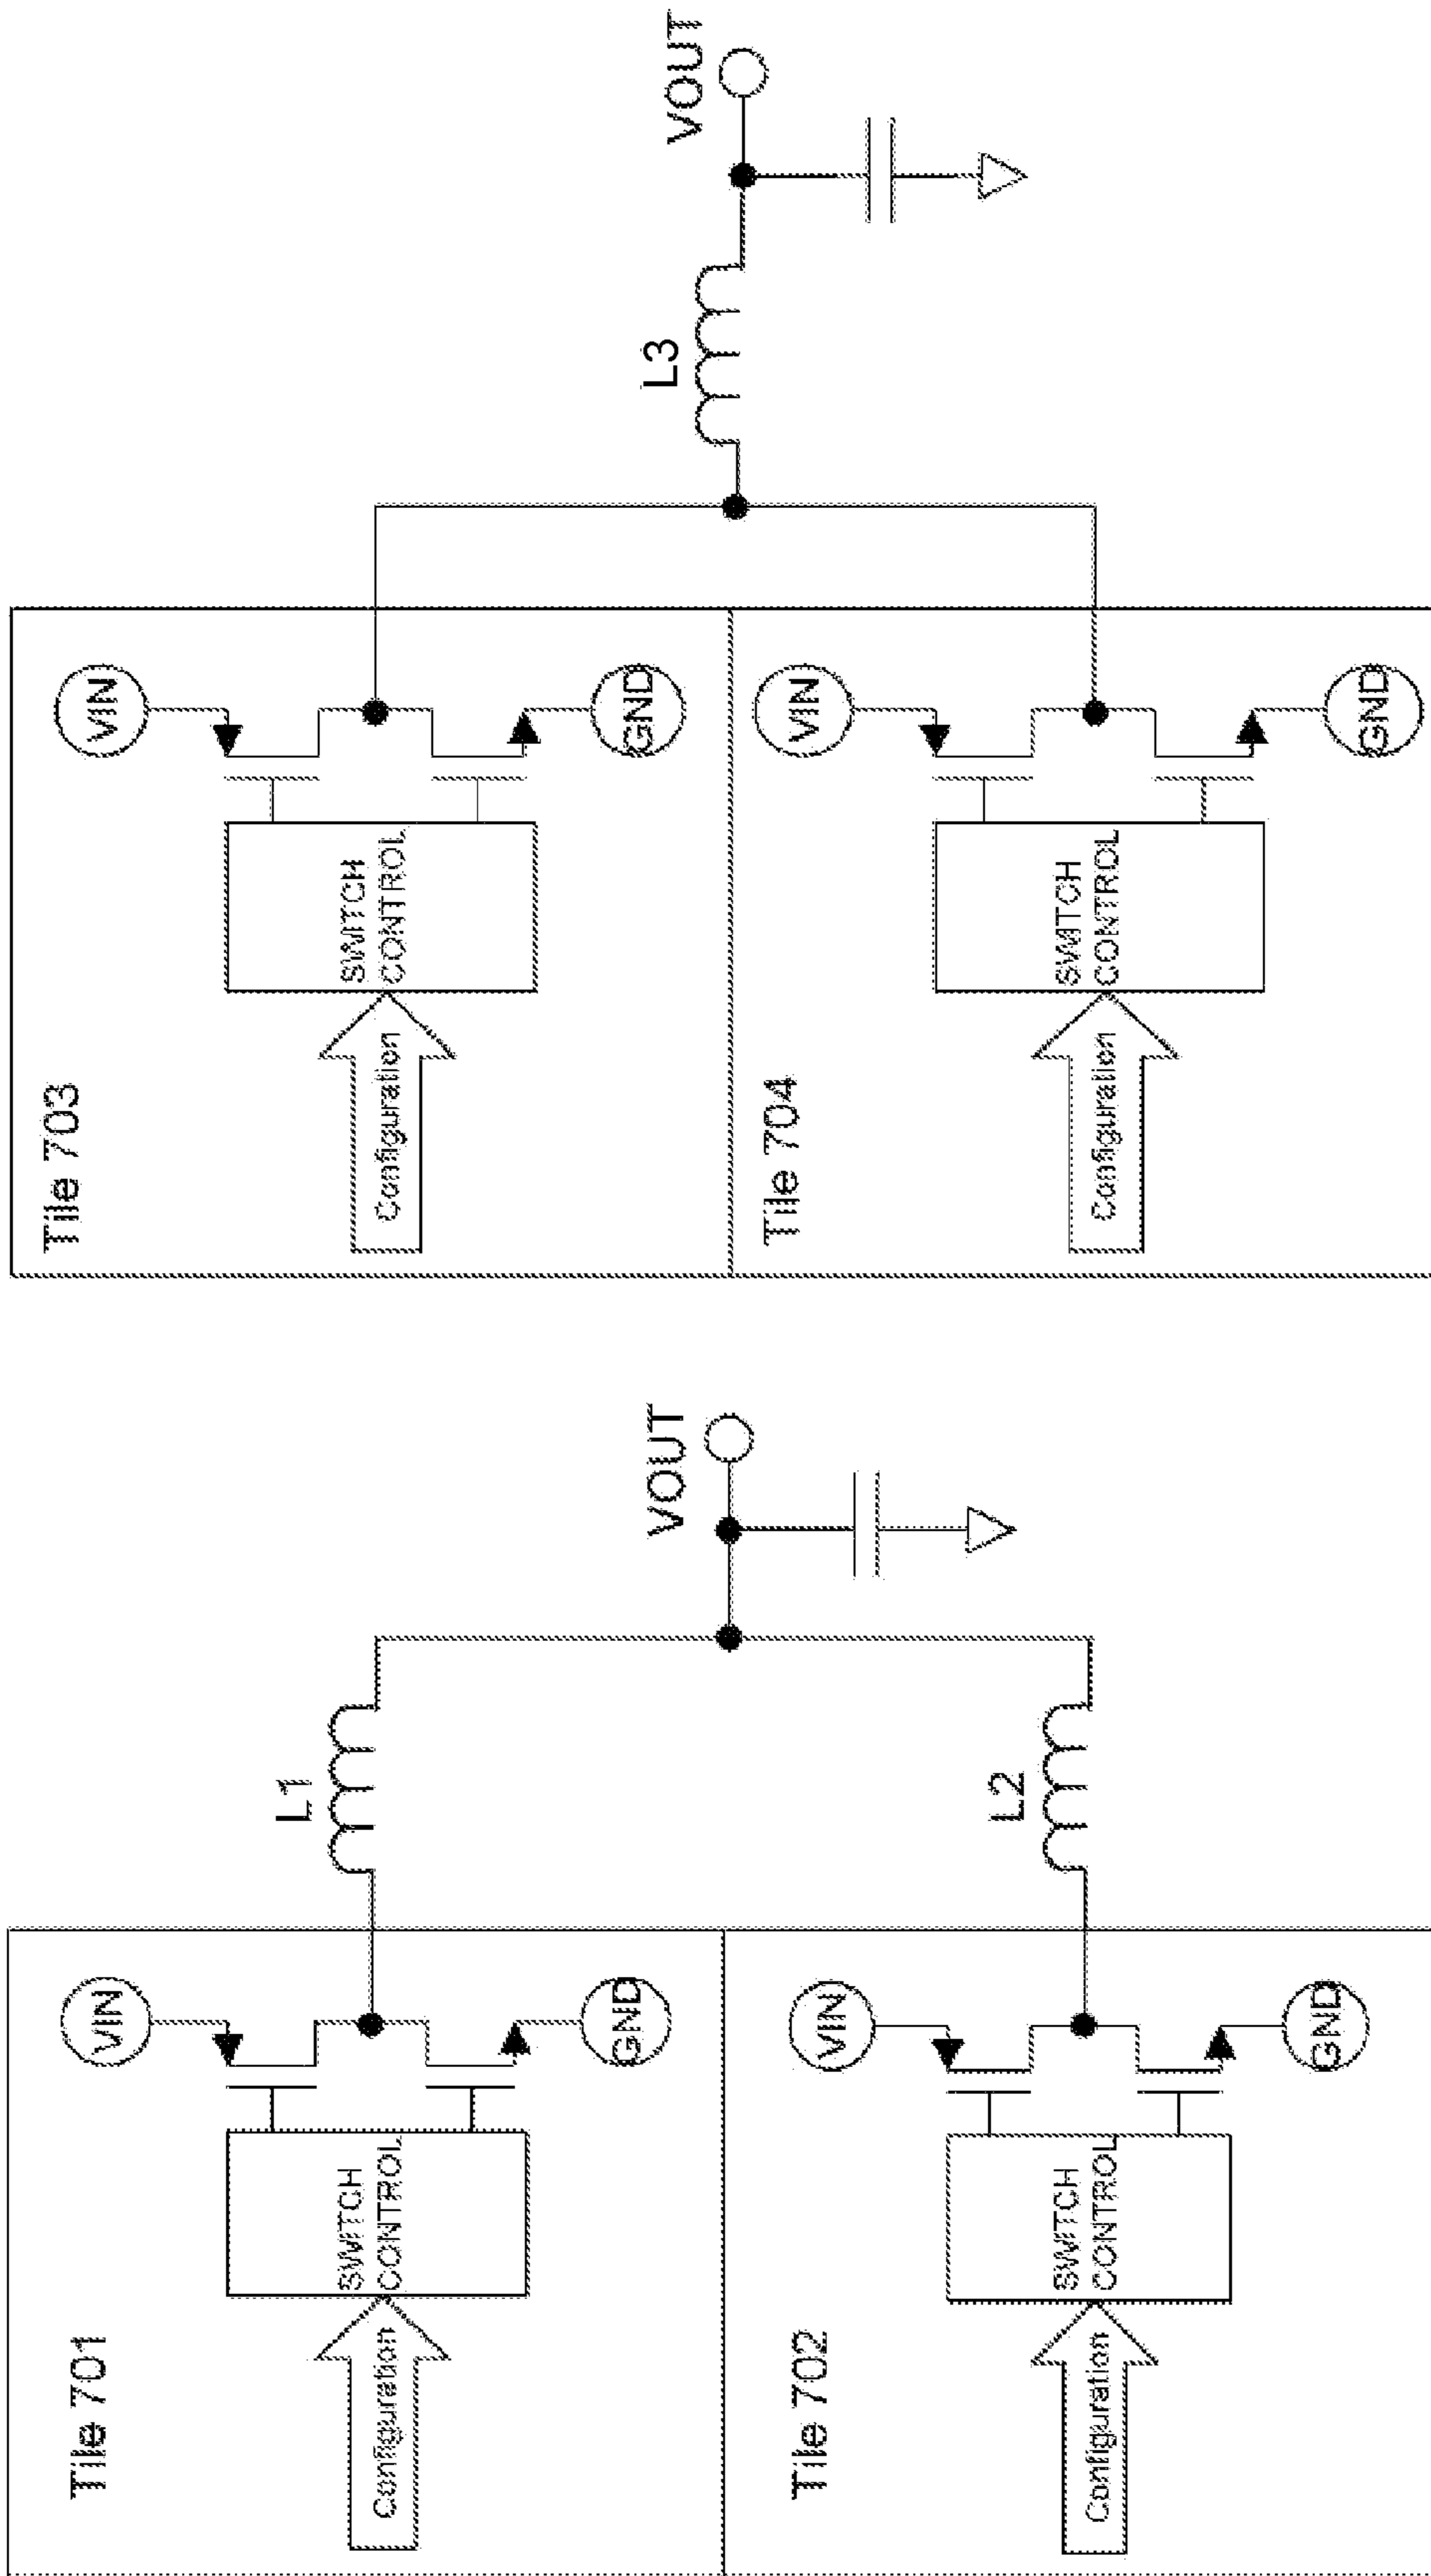 Tile 701
Configuration
SWITCH
CONTROL
VIN
GND
L1
Tile 702
Configuration
SWITCH
CONTROL
VIN
GND
L2
VOUT
Tile 703
Configuration
SWITCH
CONTROL
VIN
GND
Tile 704
Configuration
SWITCH
CONTROL
VIN
GND
L3
VOUT